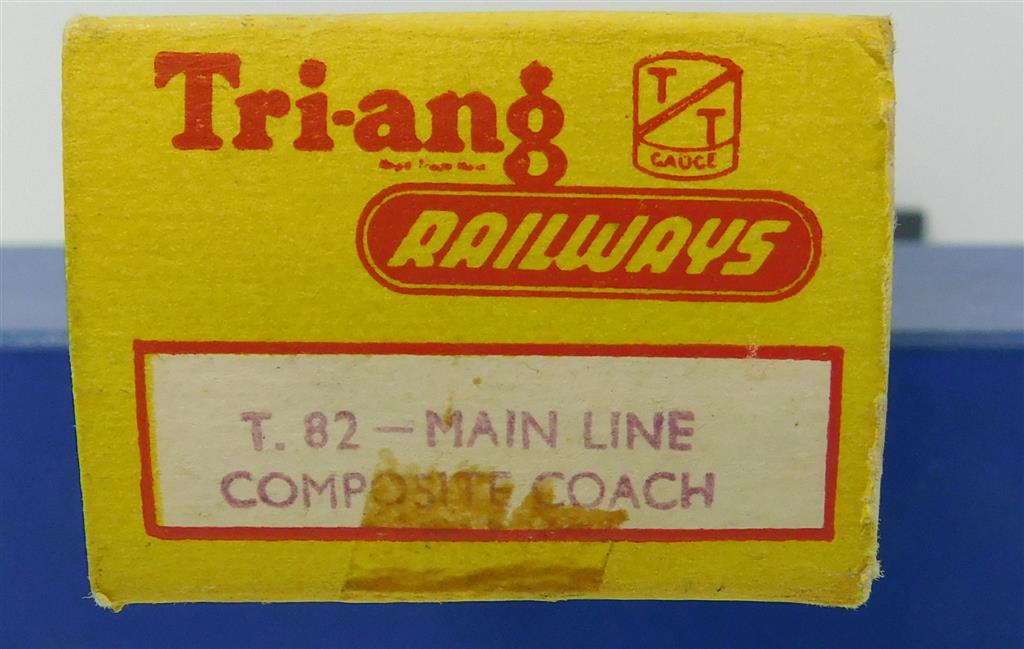 Tri-ang
T T
GAUGE
RAILWAYS
T. 82 - MAIN LINE
COMPOSITE COACH